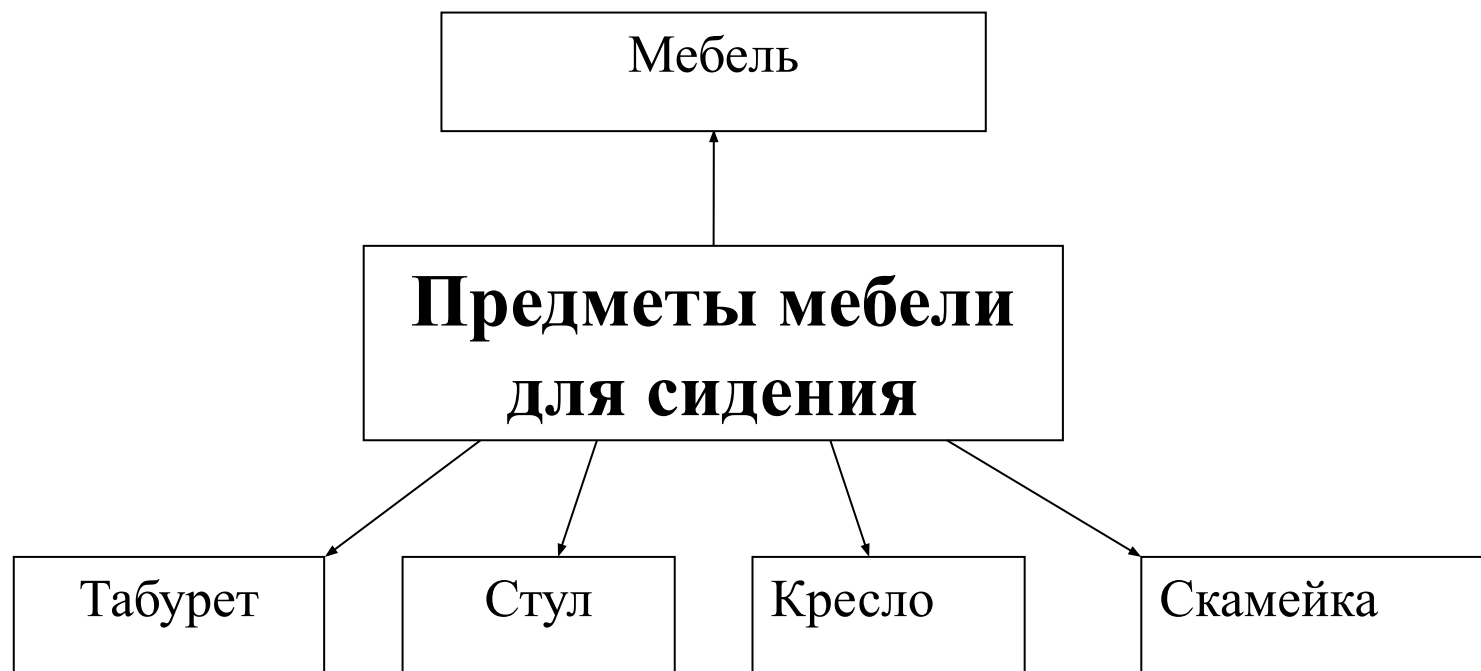 Мебель
Предметы мебели
для сидения
Табурет
Стул
Кресло
Скамейка